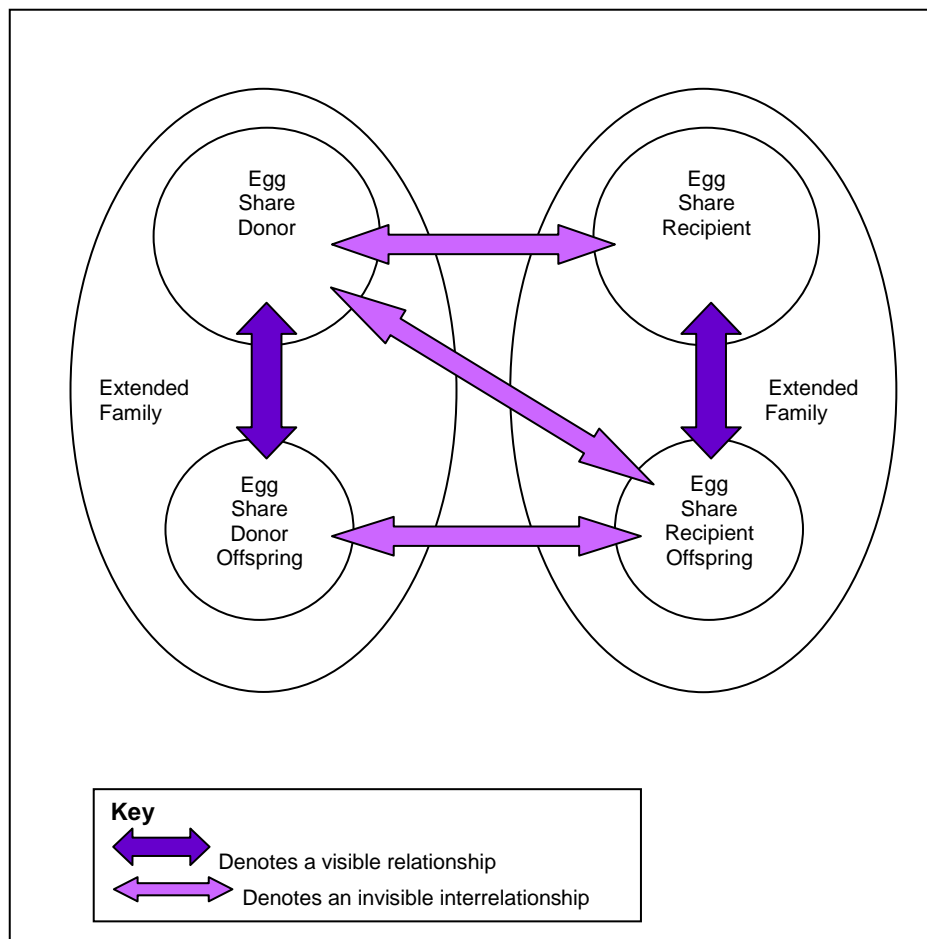 Egg
Share
Donor
Egg
Share
Recipient
Extended
Family
Extended
Family
Egg
Share
Donor
Offspring
Egg
Share
Recipient
Offspring
Key
Denotes a visible relationship
Denotes an invisible interrelationship